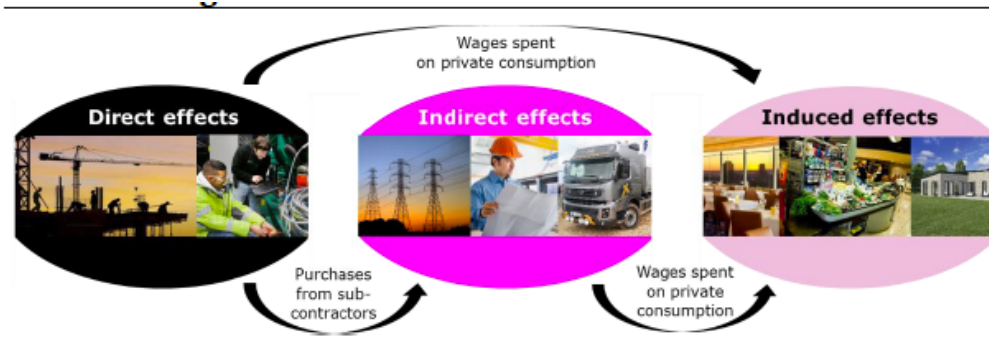 Wages spent
on private consumption
Direct effects
Indirect effects
Induced effects
Purchases
from sub-
contractors
Wages spent
on private
consumption